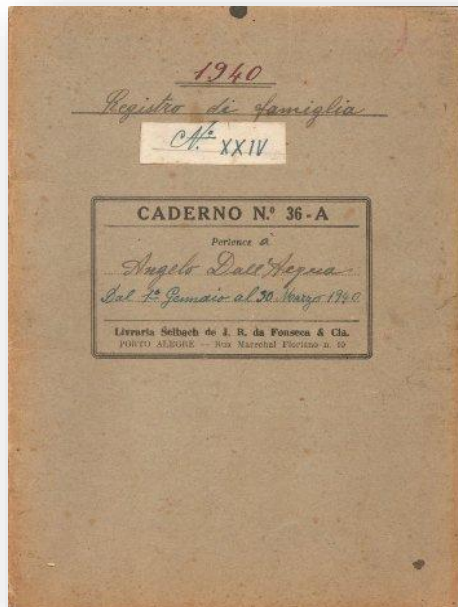 1940
Registro di famiglia
Nº XXIV
CADERNO N.º 36-A
Pertence à
Angelo Dall'Acqua
Dal 1º Gennaio al 30 Marzo 1940
Livraria Selbach de J. R. da Fonseca & Cia.
PORTO ALEGRE — Rua Marechal Floriano n. 10